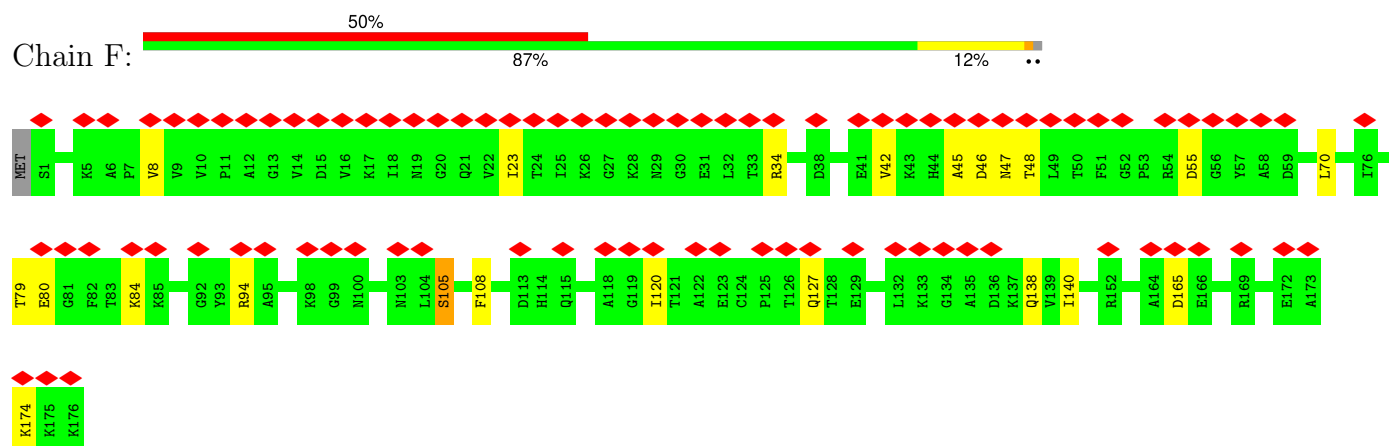 50%
Chain F:
87% 12% ••
MET S1 K5 A6 P7 V8 V9 V10 P11 A12 G13 V14 D15 V16 K17 I18 N19 G20 Q21 V22 I23 T24 I25 K26 G27 K28 N29 G30 E31 L32 T33 R34 D38 E41 V42 K43 H44 A45 D46 N47 T48 L49 T50 F51 G52 P53 R54 D55 G56 Y57 A58 D59 L70 I76
T79 E80 G81 F82 T83 K84 K85 G92 Y93 R94 A95 K98 G99 N100 N103 L104 S105 F108 D113 H114 Q115 A118 G119 I120 T121 A122 E123 G124 P125 T126 Q127 T128 E129 L132 K133 G134 A135 D136 K137 Q138 V139 I140 R152 A164 D165 E166 R169 E172 A173
K174 K175 K176